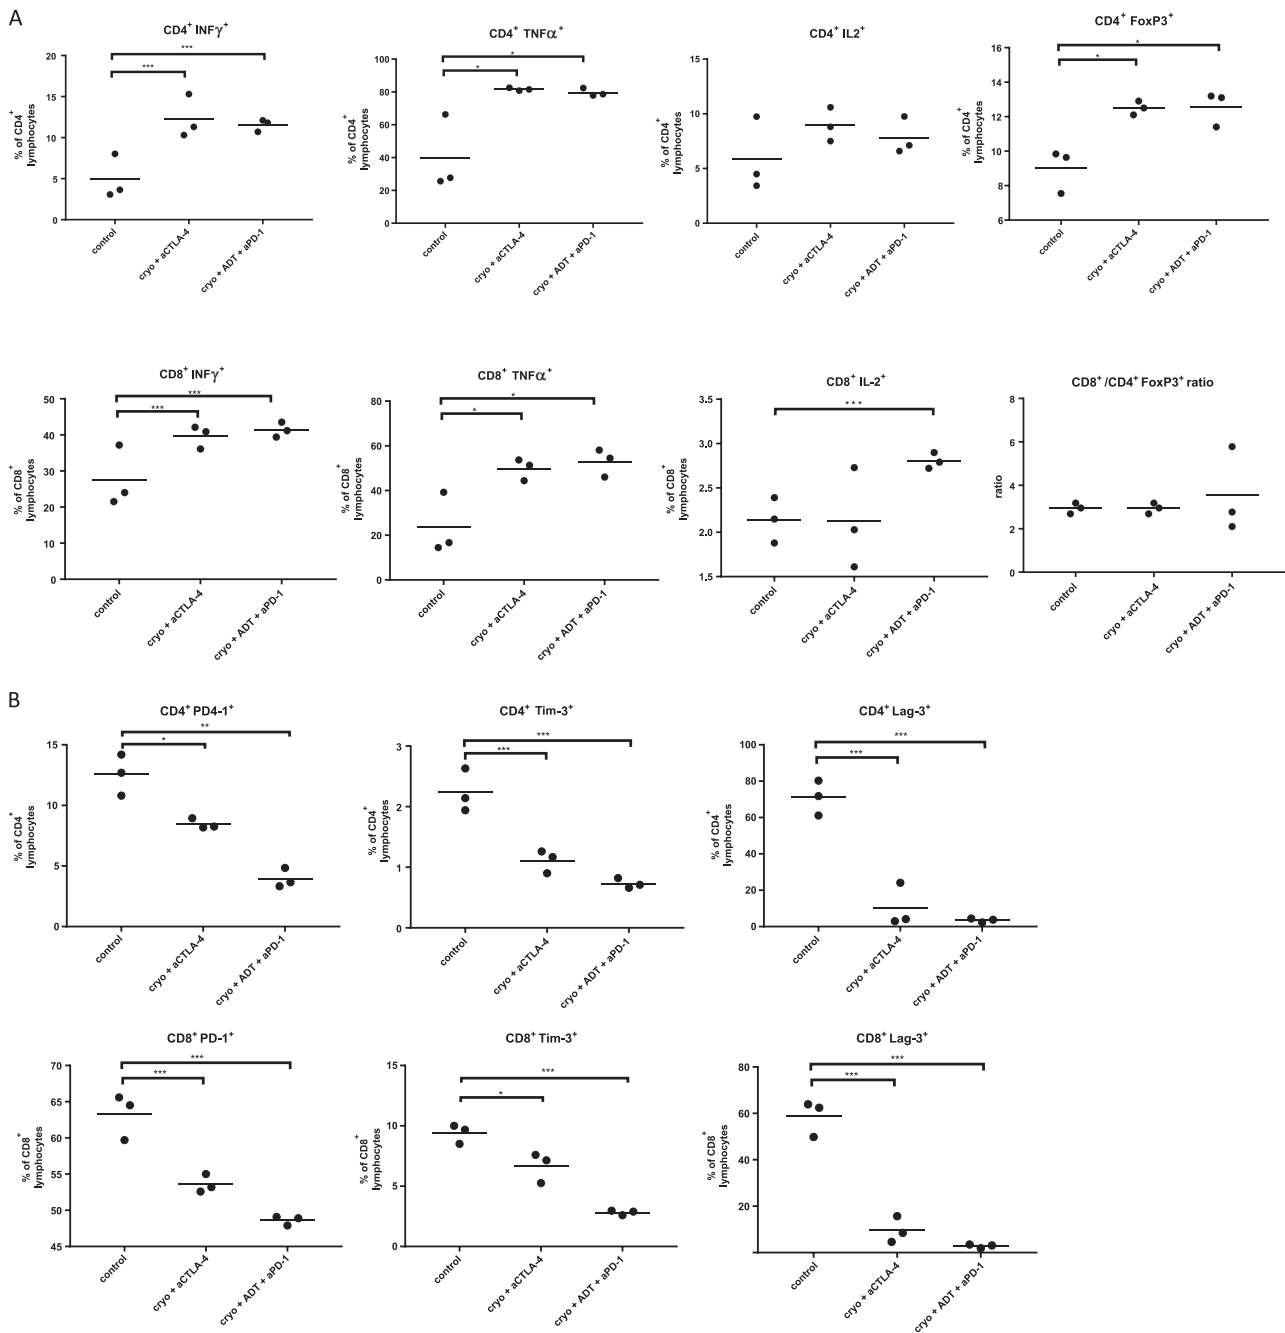 A
CD4⁺ INFγ⁺
***
***
20
15
10
5
0
% of CD4⁺
lymphocytes
control
cryo + aCTLA-4
cryo + ADT + aPD-1
CD4⁺ TNFα⁺
*
*
100
80
60
40
20
0
% of CD4⁺
lymphocytes
control
cryo + aCTLA-4
cryo + ADT + aPD-1
CD4⁺ IL2⁺
15
10
5
0
% of CD4⁺
lymphocytes
control
cryo + aCTLA-4
cryo + ADT + aPD-1
CD4⁺ FoxP3⁺
*
*
16
14
12
10
8
6
% of CD4⁺
lymphocytes
control
cryo + aCTLA-4
cryo + ADT + aPD-1
CD8⁺ INFγ⁺
***
***
50
40
30
20
10
0
% of CD8⁺
lymphocytes
control
cryo + aCTLA-4
cryo + ADT + aPD-1
CD8⁺ TNFα⁺
*
*
80
60
40
20
0
% of CD8⁺
lymphocytes
control
cryo + aCTLA-4
cryo + ADT + aPD-1
CD8⁺ IL-2⁺
***
3.5
3.0
2.5
2.0
1.5
% of CD8⁺
lymphocytes
control
cryo + aCTLA-4
cryo + ADT + aPD-1
CD8⁺/CD4⁺ FoxP3⁺ ratio
8
6
4
2
0
ratio
control
cryo + aCTLA-4
cryo + ADT + aPD-1
B
CD4⁺ PD4-1⁺
**
*
15
10
5
0
% of CD4⁺
lymphocytes
control
cryo + aCTLA-4
cryo + ADT + aPD-1
CD4⁺ Tim-3⁺
***
***
3
2
1
0
% of CD4⁺
lymphocytes
control
cryo + aCTLA-4
cryo + ADT + aPD-1
CD4⁺ Lag-3⁺
***
***
100
80
60
40
20
0
% of CD4⁺
lymphocytes
control
cryo + aCTLA-4
cryo + ADT + aPD-1
CD8⁺ PD-1⁺
***
***
70
65
60
55
50
45
% of CD8⁺
lymphocytes
control
cryo + aCTLA-4
cryo + ADT + aPD-1
CD8⁺ Tim-3⁺
***
*
15
10
5
0
% of CD8⁺
lymphocytes
control
cryo + aCTLA-4
cryo + ADT + aPD-1
CD8⁺ Lag-3⁺
***
***
80
60
40
20
% of CD8⁺
lymphocytes
control
cryo + aCTLA-4
cryo + ADT + aPD-1